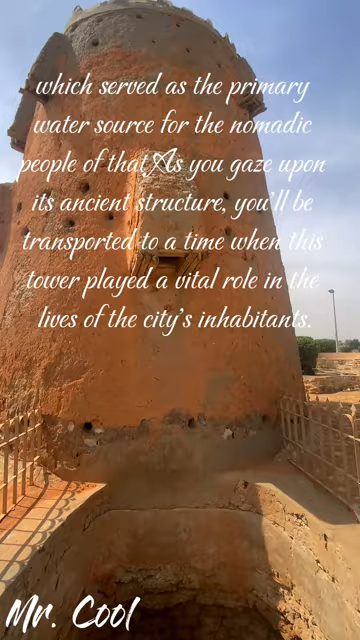 which served as the primary
water source for the nomadic
people of thatAs you gaze upon
its ancient structure, you'll be
transported to a time when this
tower played a vital role in the
lives of the city's inhabitants.
Mr. Cool